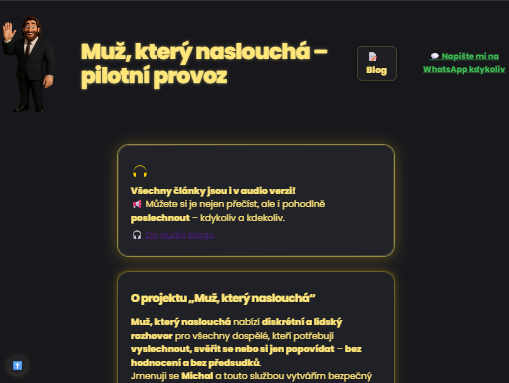 Muž, který naslouchá –
pilotní provoz
📝
Blog
💬 Napište mi na
WhatsApp kdykoliv
🎧
Všechny články jsou i v audio verzi!
📢 Můžete si je nejen přečíst, ale i pohodlně
poslechnout – kdykoliv a kdekoliv.
🎧 Do audio blogu
O projektu „Muž, který naslouchá“
Muž, který naslouchá nabízí diskrétní a lidský
rozhovor pro všechny dospělé, kteří potřebují
vyslechnout, svěřit se nebo si jen popovídat – bez
hodnocení a bez předsudků.
Jmenuji se Michal a touto službou vytvářím bezpečný